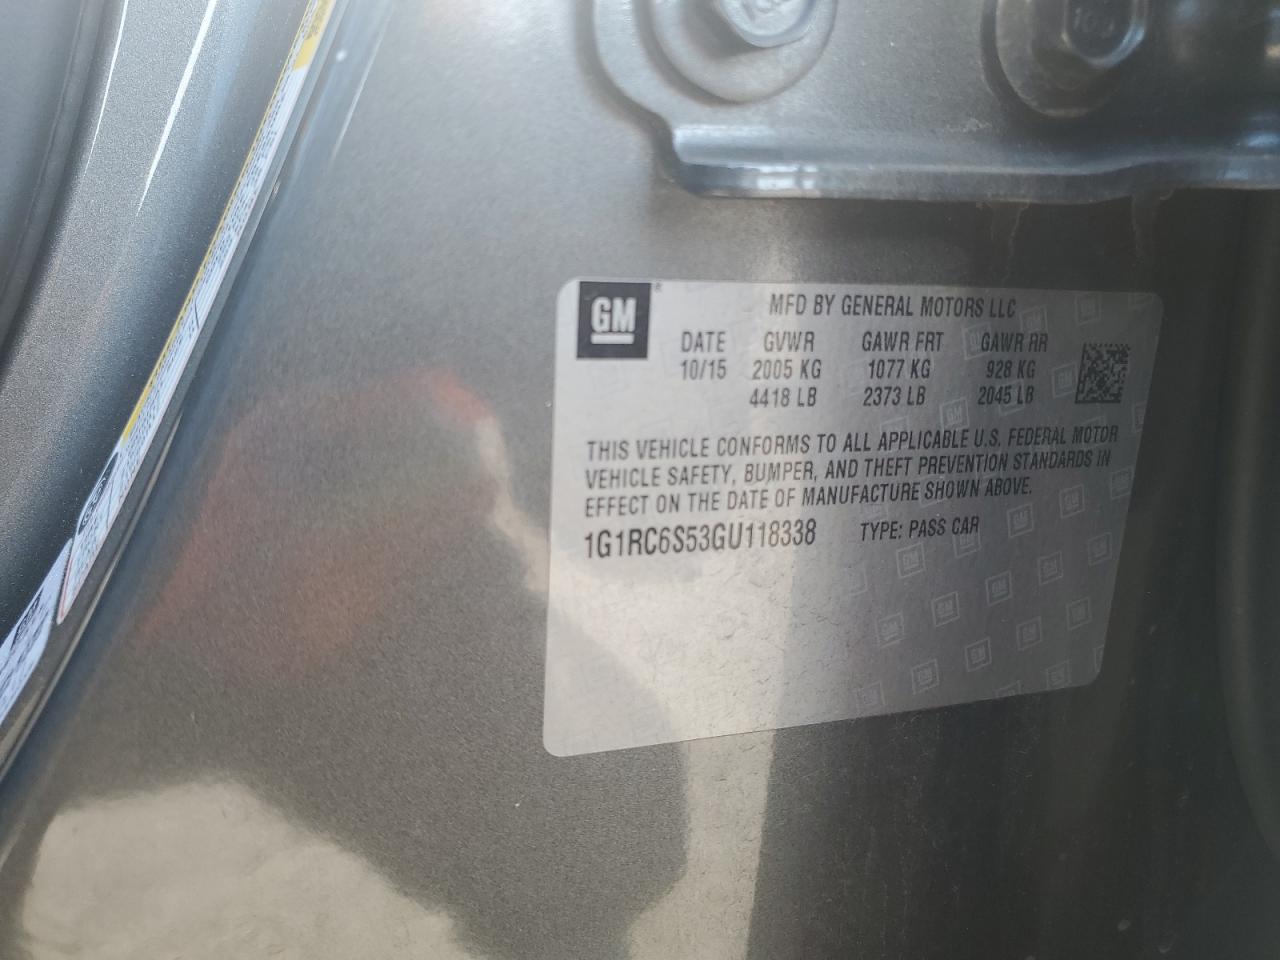 GM
MFD BY GENERAL MOTORS LLC
DATE GVWR GAWR FRT GAWR RR
10/15 2005 KG 1077 KG 928 KG
4418 LB 2373 LB 2045 LB
THIS VEHICLE CONFORMS TO ALL APPLICABLE U.S. FEDERAL MOTOR
VEHICLE SAFETY, BUMPER, AND THEFT PREVENTION STANDARDS IN
EFFECT ON THE DATE OF MANUFACTURE SHOWN ABOVE.
1G1RC6S53GU118338 TYPE: PASS CAR